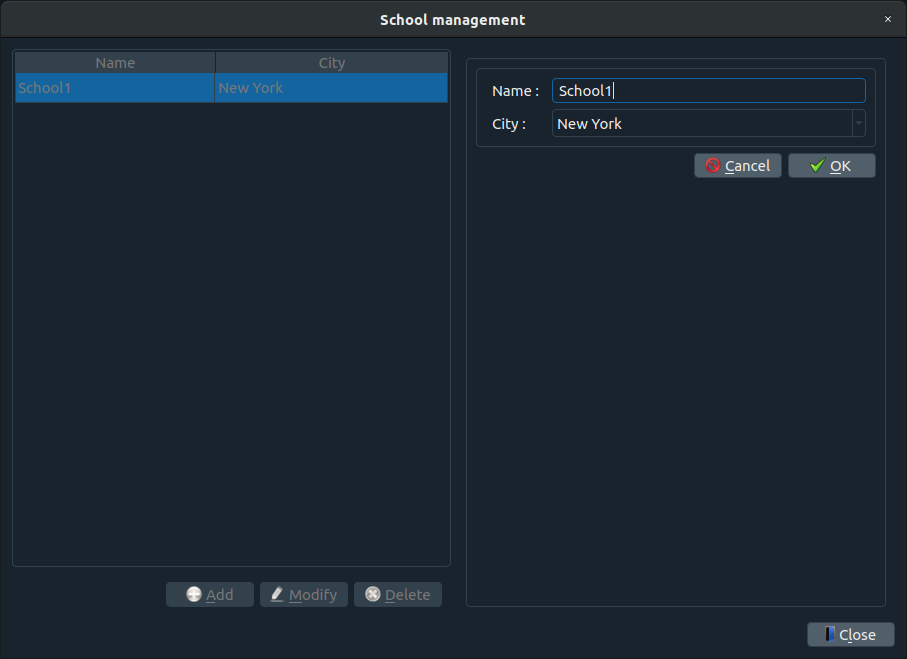 School management
Name City
School1 New York
Name : School1
City : New York
Cancel OK
Add Modify Delete
Close